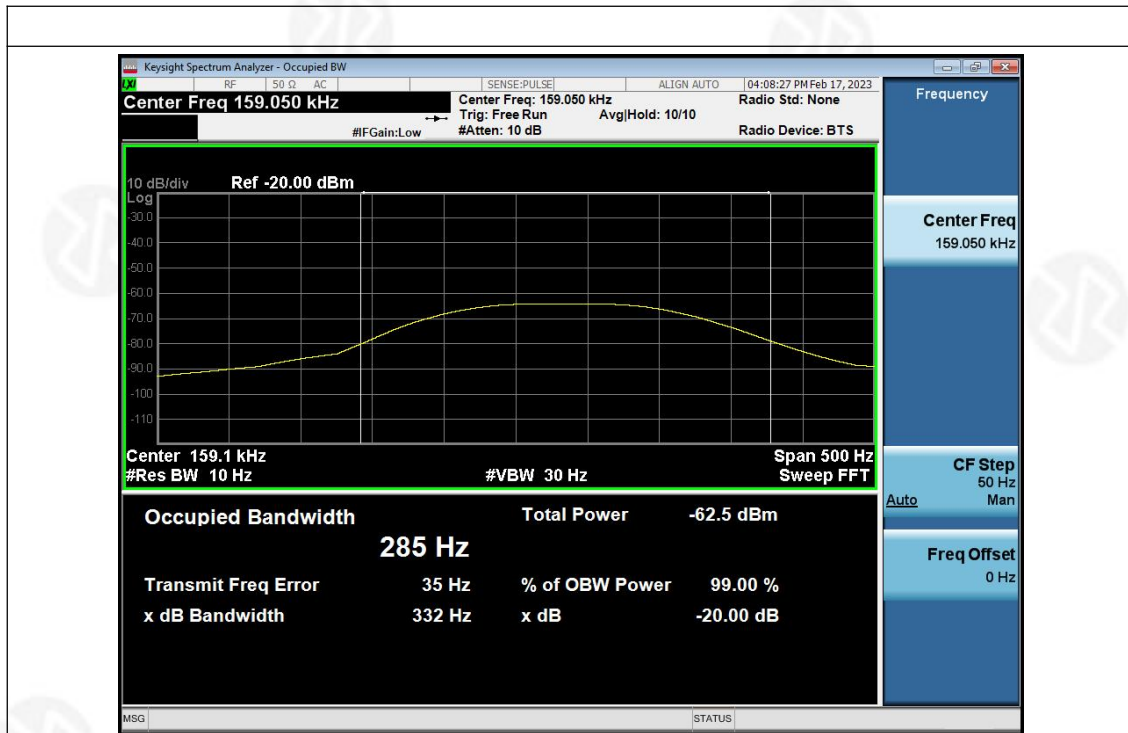 Keysight Spectrum Analyzer - Occupied BW
LXI RF 50 Ω AC SENSE:PULSE ALIGN AUTO 04:08:27 PM Feb 17, 2023
Center Freq 159.050 kHz
Center Freq: 159.050 kHz Radio Std: None
Trig: Free Run Avg|Hold: 10/10
#IFGain:Low #Atten: 10 dB Radio Device: BTS
10 dB/div Ref -20.00 dBm
Log
-30.0
-40.0
-50.0
-60.0
-70.0
-80.0
-90.0
-100
-110
Center 159.1 kHz Span 500 Hz
#Res BW 10 Hz #VBW 30 Hz Sweep FFT
Occupied Bandwidth Total Power -62.5 dBm
285 Hz
Transmit Freq Error 35 Hz % of OBW Power 99.00 %
x dB Bandwidth 332 Hz x dB -20.00 dB
MSG STATUS
Frequency
Center Freq
159.050 kHz
CF Step
50 Hz
Auto Man
Freq Offset
0 Hz